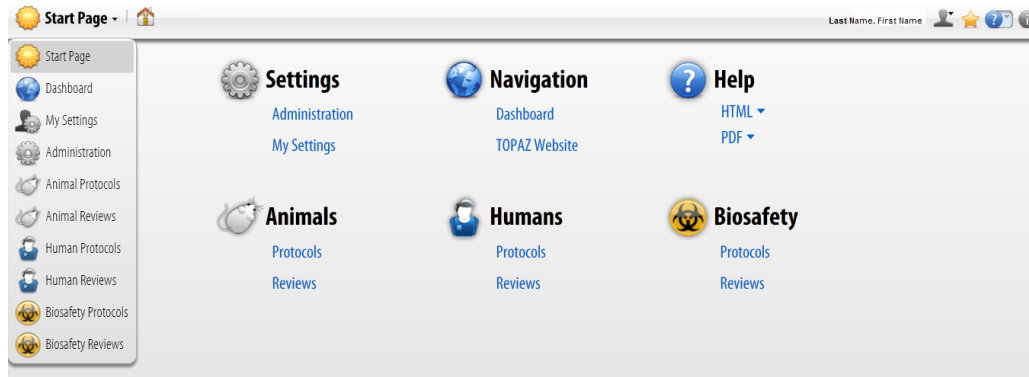 Start Page
Last Name, First Name
Start Page
Dashboard
My Settings
Administration
Animal Protocols
Animal Reviews
Human Protocols
Human Reviews
Biosafety Protocols
Biosafety Reviews
Settings
Administration
My Settings
Navigation
Dashboard
TOPAZ Website
? Help
HTML
PDF
Animals
Protocols
Reviews
Humans
Protocols
Reviews
Biosafety
Protocols
Reviews